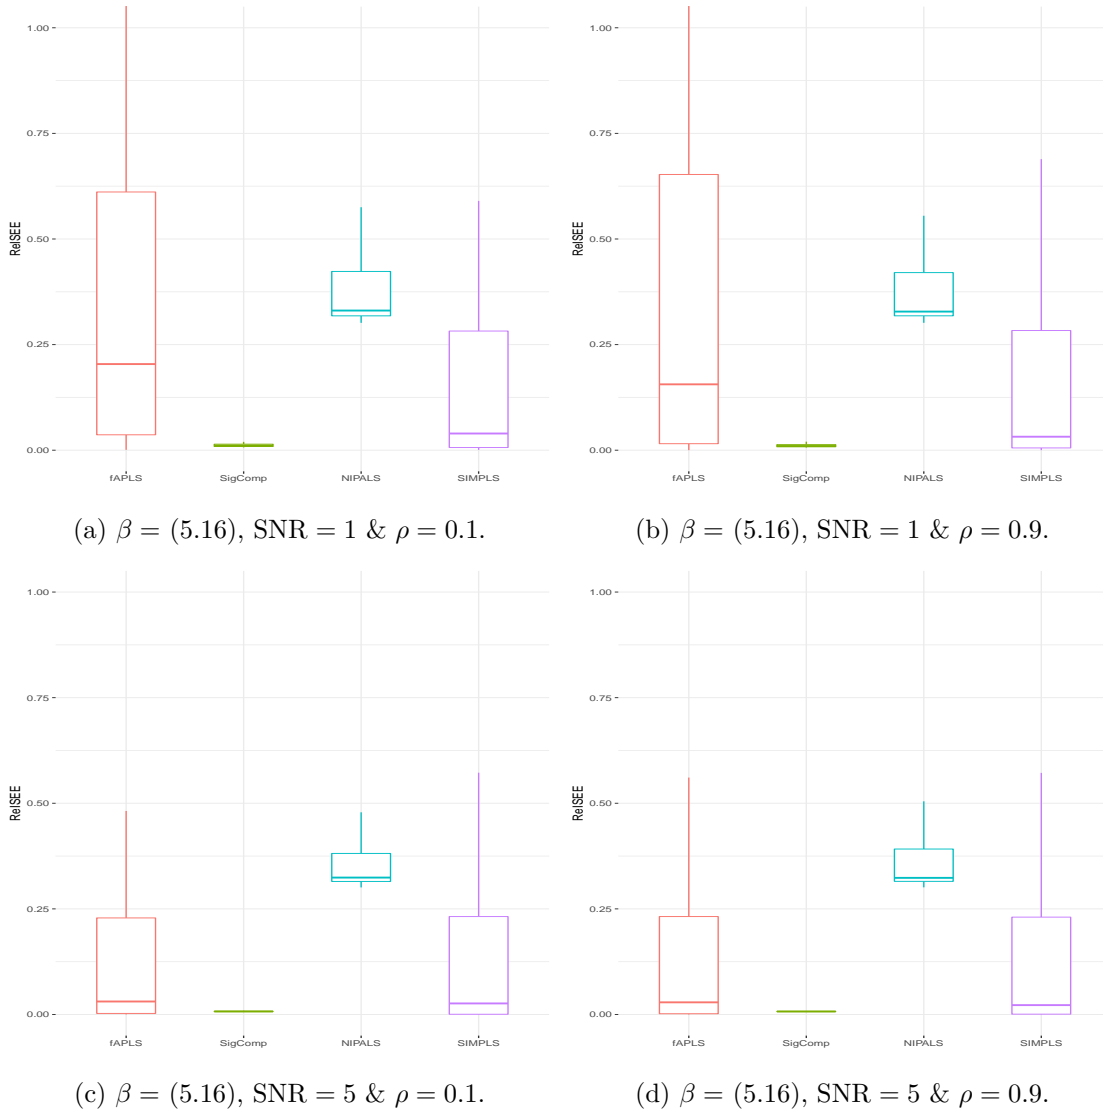 1.00
0.75
0.50
0.25
0.00
RelSEE
fAPLS SigComp NIPALS SIMPLS
(a) β = (5.16), SNR = 1 & ρ = 0.1.
1.00
0.75
0.50
0.25
0.00
RelSEE
fAPLS SigComp NIPALS SIMPLS
(b) β = (5.16), SNR = 1 & ρ = 0.9.
1.00
0.75
0.50
0.25
0.00
RelSEE
fAPLS SigComp NIPALS SIMPLS
(c) β = (5.16), SNR = 5 & ρ = 0.1.
1.00
0.75
0.50
0.25
0.00
RelSEE
fAPLS SigComp NIPALS SIMPLS
(d) β = (5.16), SNR = 5 & ρ = 0.9.